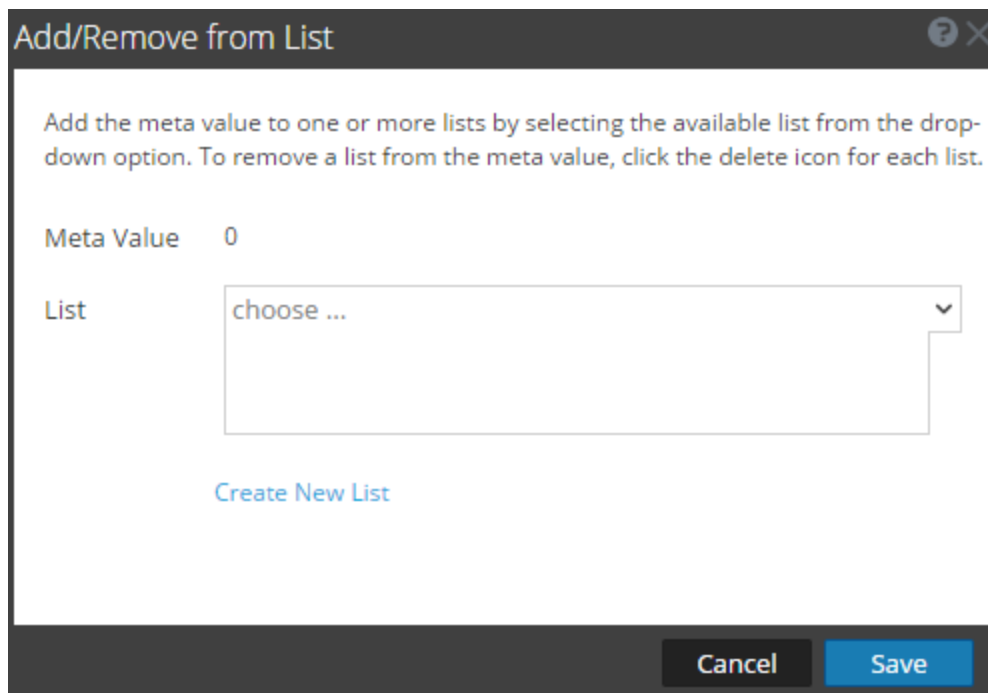 Add/Remove from List
Add the meta value to one or more lists by selecting the available list from the drop-
down option. To remove a list from the meta value, click the delete icon for each list.
Meta Value 0
List choose ...
Create New List
Cancel Save